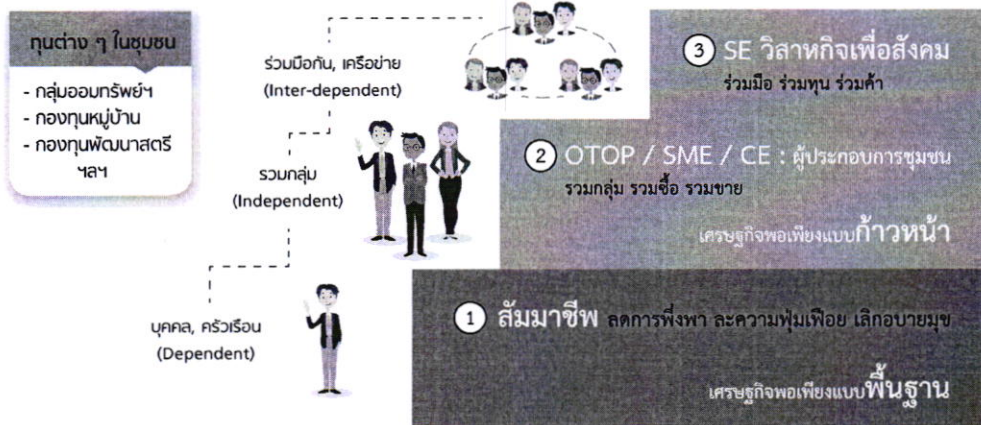 ทุนต่าง ๆ ในชุมชน
- กลุ่มออมทรัพย์ฯ
- กองทุนหมู่บ้าน
- กองทุนพัฒนาสตรี
ฯลฯ
ร่วมมือกัน, เครือข่าย
(Inter-dependent)
3 SE วิสาหกิจเพื่อสังคม
ร่วมมือ ร่วมทุน ร่วมค้า
รวมกลุ่ม
(Independent)
2 OTOP / SME / CE : ผู้ประกอบการชุมชน
รวมกลุ่ม รวมซื้อ รวมขาย
เศรษฐกิจพอเพียงแบบก้าวหน้า
บุคคล, ครัวเรือน
(Dependent)
1 สัมมาชีพ ลดการพึ่งพา ละความฟุ่มเฟือย เลิกอบายมุข
เศรษฐกิจพอเพียงแบบพื้นฐาน